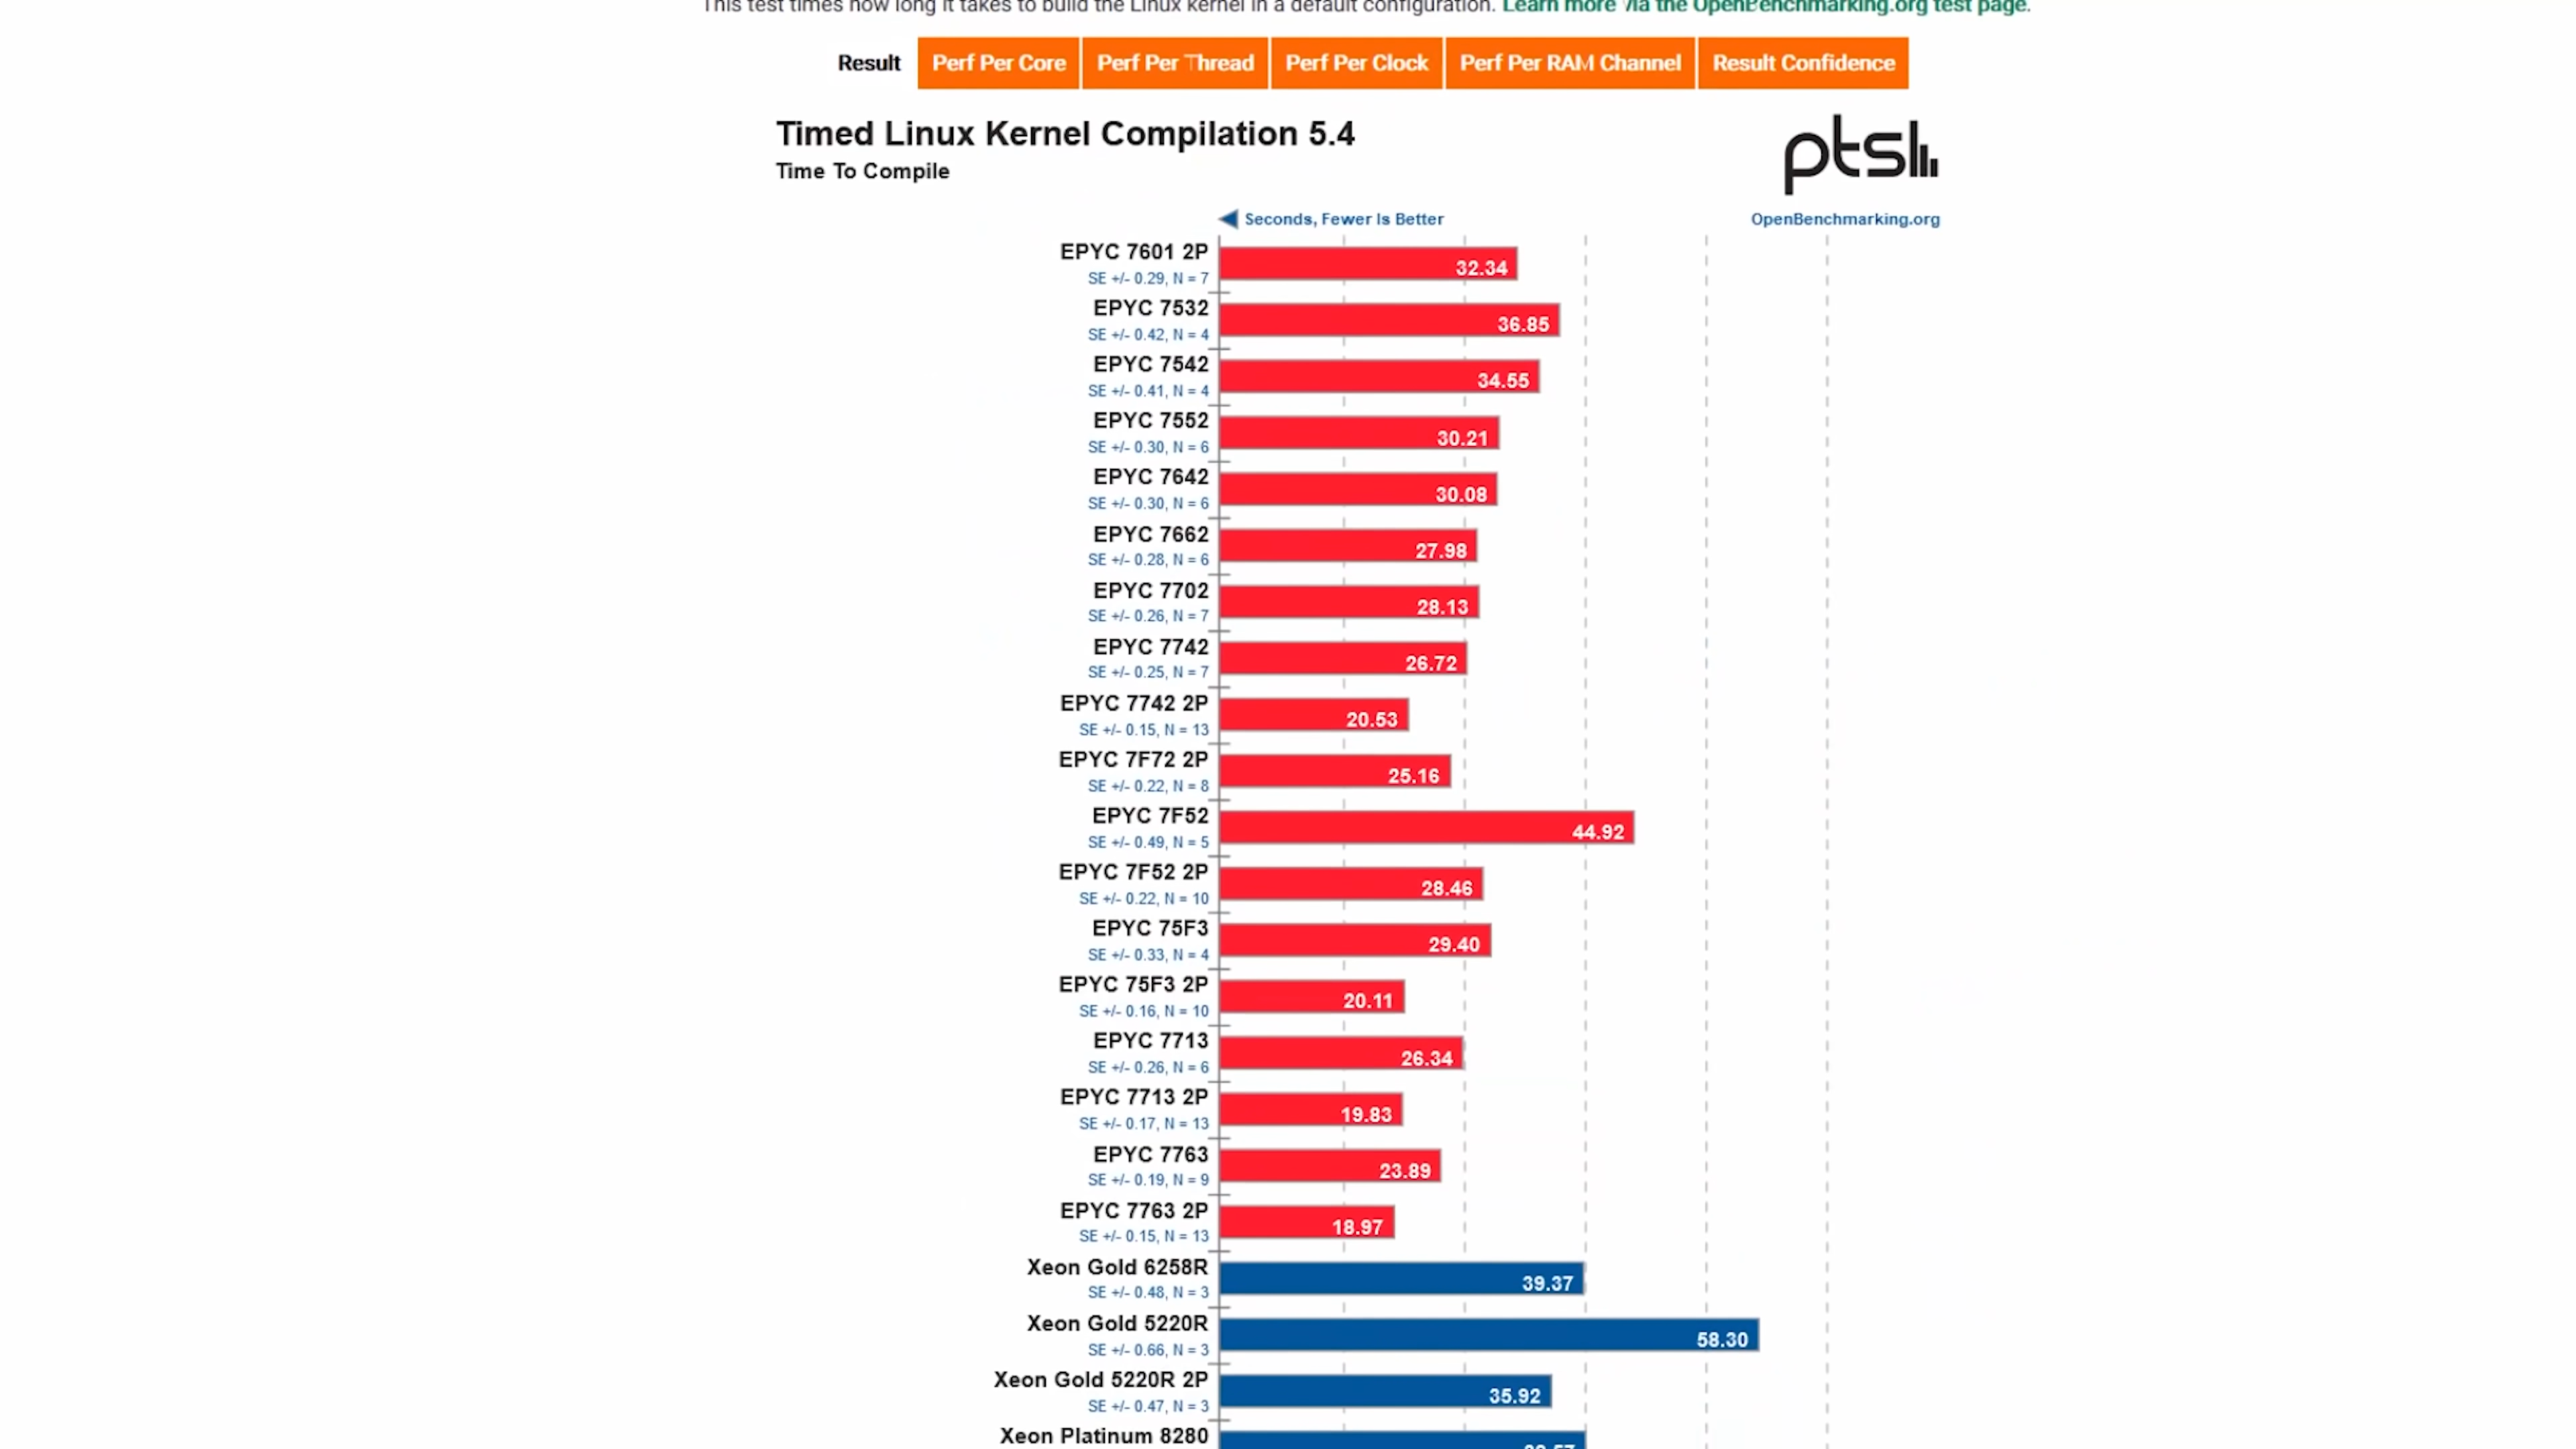 This test times how long it takes to build the Linux kernel in a default configuration. Learn more via the OpenBenchmarking.org test page.
Result Perf Per Core Perf Per Thread Perf Per Clock Perf Per RAM Channel Result Confidence
Timed Linux Kernel Compilation 5.4
Time To Compile
ptsl
Seconds, Fewer Is Better
OpenBenchmarking.org
EPYC 7601 2P
SE +/- 0.29, N = 7
32.34
EPYC 7532
SE +/- 0.42, N = 4
36.85
EPYC 7542
SE +/- 0.41, N = 4
34.55
EPYC 7552
SE +/- 0.30, N = 6
30.21
EPYC 7642
SE +/- 0.30, N = 6
30.08
EPYC 7662
SE +/- 0.28, N = 6
27.98
EPYC 7702
SE +/- 0.26, N = 7
28.13
EPYC 7742
SE +/- 0.25, N = 7
26.72
EPYC 7742 2P
SE +/- 0.15, N = 13
20.53
EPYC 7F72 2P
SE +/- 0.22, N = 8
25.16
EPYC 7F52
SE +/- 0.49, N = 5
44.92
EPYC 7F52 2P
SE +/- 0.22, N = 10
28.46
EPYC 75F3
SE +/- 0.33, N = 4
29.40
EPYC 75F3 2P
SE +/- 0.16, N = 10
20.11
EPYC 7713
SE +/- 0.26, N = 6
26.34
EPYC 7713 2P
SE +/- 0.17, N = 13
19.83
EPYC 7763
SE +/- 0.19, N = 9
23.89
EPYC 7763 2P
SE +/- 0.15, N = 13
18.97
Xeon Gold 6258R
SE +/- 0.48, N = 3
39.37
Xeon Gold 5220R
SE +/- 0.66, N = 3
58.30
Xeon Gold 5220R 2P
SE +/- 0.47, N = 3
35.92
Xeon Platinum 8280